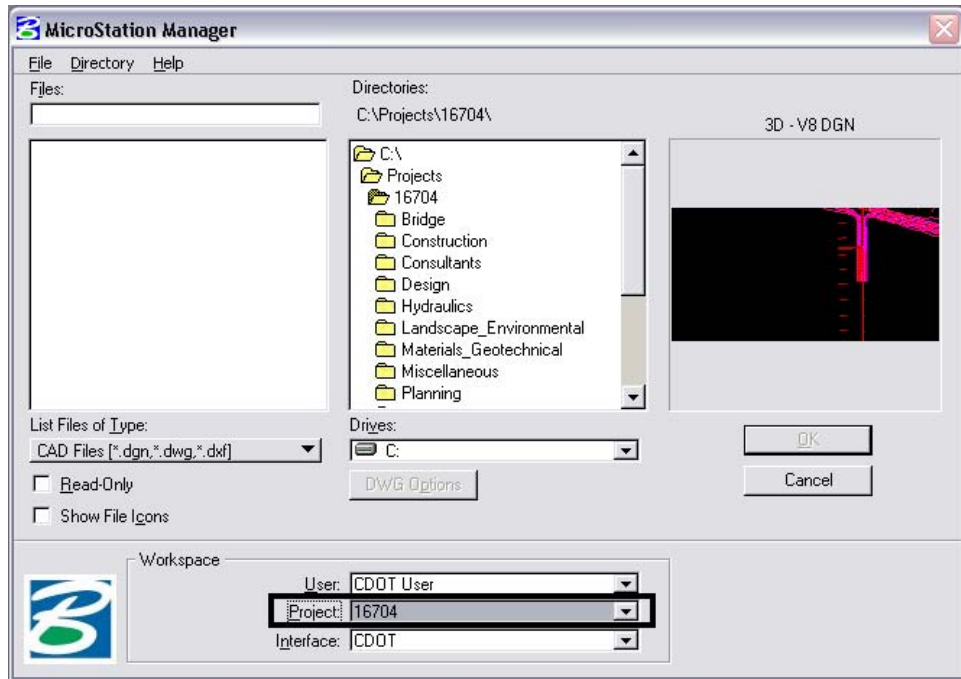 MicroStation Manager
File Directory Help
Files:
Directories:
C:\Projects\16704\
3D - V8 DGN
C:\
Projects
16704
Bridge
Construction
Consultants
Design
Hydraulics
Landscape_Environmental
Materials_Geotechnical
Miscellaneous
Planning
List Files of Type:
CAD Files [*.dgn,*.dwg,*.dxf]
Drives:
C:
OK
Read-Only
DWG Options
Cancel
Show File Icons
Workspace
User: CDOT User
Project: 16704
Interface: CDOT